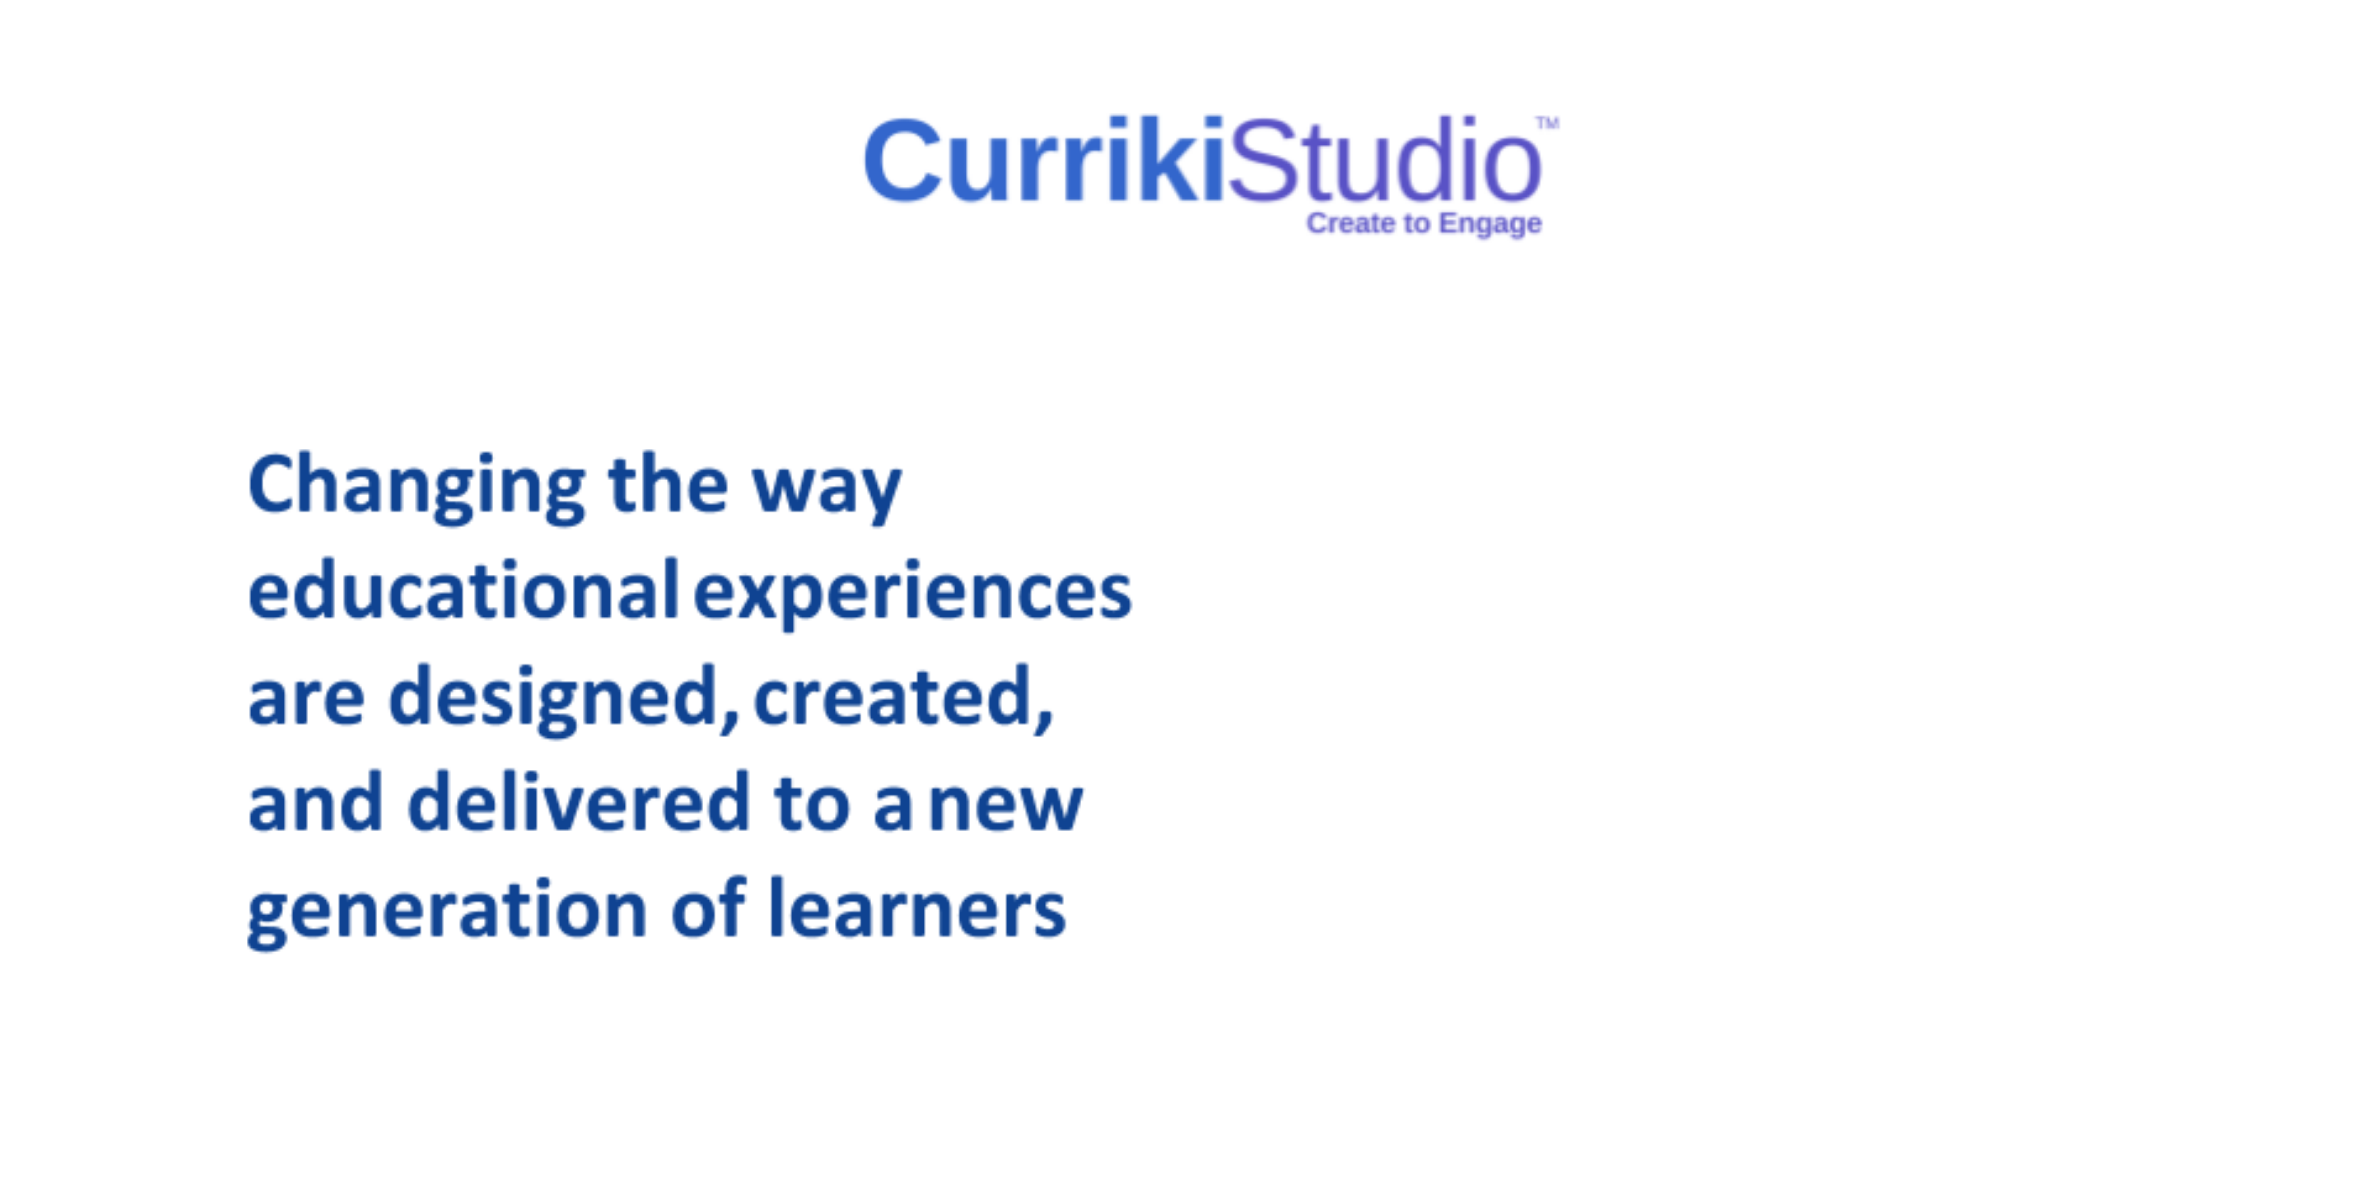 CurrikiStudio™
Create to Engage
Changing the way
educational experiences
are designed, created,
and delivered to a new
generation of learners